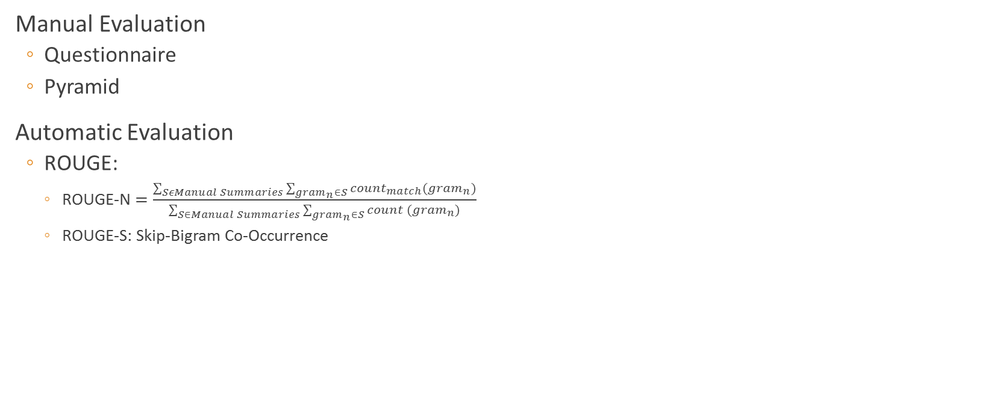 Manual Evaluation
◦ Questionnaire
◦ Pyramid
Automatic Evaluation
◦ ROUGE:
◦ ROUGE-N = \frac{\sum_{S \epsilon Manual Summaries} \sum_{gram_n \in S} count_{match}(gram_n)}{\sum_{S \in Manual Summaries} \sum_{gram_n \in S} count (gram_n)}
◦ ROUGE-S: Skip-Bigram Co-Occurrence